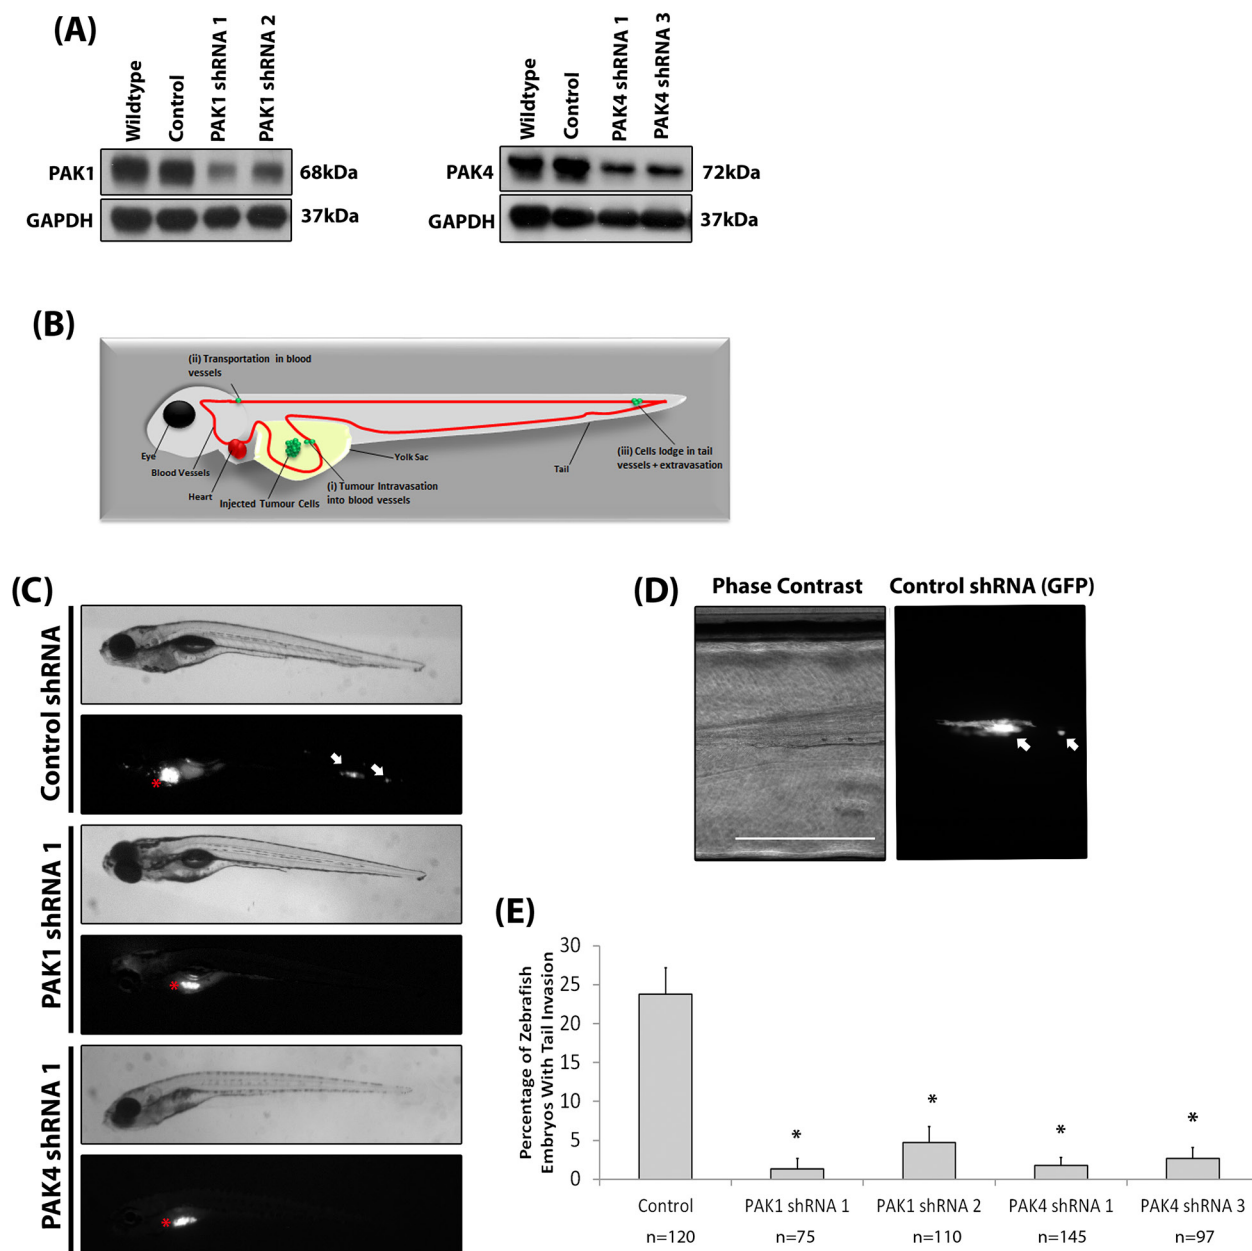 (A)
Wildtype
Control
PAK1 shRNA 1
PAK1 shRNA 2
PAK1
68kDa
GAPDH
37kDa
Wildtype
Control
PAK4 shRNA 1
PAK4 shRNA 3
PAK4
72kDa
GAPDH
37kDa
(B)
(ii) Transportation in blood
vessels
Eye
Blood Vessels
Heart
Injected Tumour Cells
(i) Tumour Intravasation
into blood vessels
Yolk Sac
Tail
(iii) Cells lodge in tail
vessels + extravasation
(C)
Control shRNA
*
PAK1 shRNA 1
*
PAK4 shRNA 1
*
(D)
Phase Contrast
Control shRNA (GFP)
(E)
Percentage of Zebrafish
Embryos With Tail Invasion
30
25
20
15
10
5
0
*
*
*
*
Control
PAK1 shRNA 1
PAK1 shRNA 2
PAK4 shRNA 1
PAK4 shRNA 3
n=120
n=75
n=110
n=145
n=97